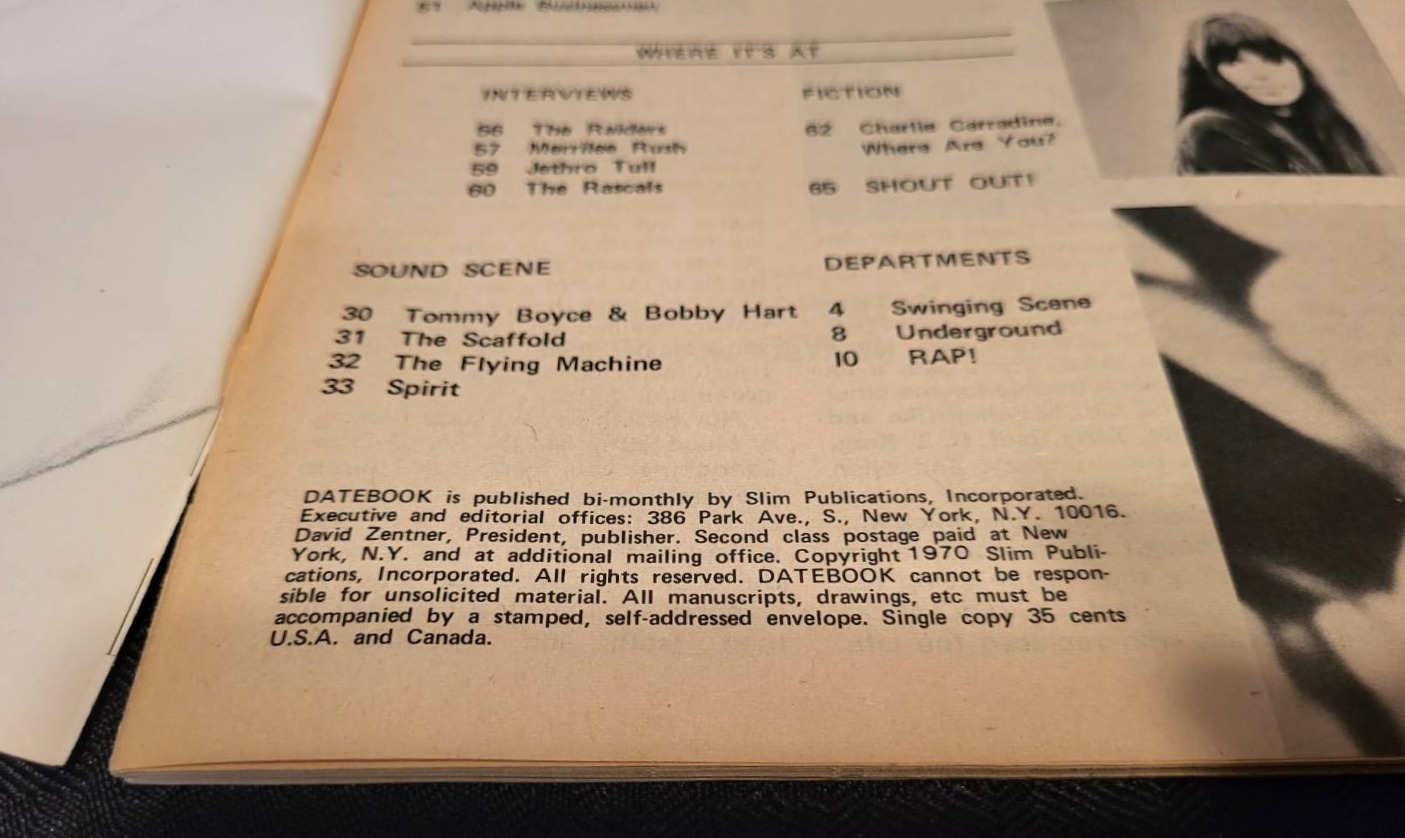 51 Apple Businessman
WHERE IT'S AT
INTERVIEWS
56 The Raiders
57 Merrilee Rush
59 Jethro Tull
60 The Rascals
FICTION
62 Charlie Carradine,
Where Are You?
65 SHOUT OUT!
SOUND SCENE
30 Tommy Boyce & Bobby Hart
31 The Scaffold
32 The Flying Machine
33 Spirit
DEPARTMENTS
4 Swinging Scene
8 Underground
10 RAP!
DATEBOOK is published bi-monthly by Slim Publications, Incorporated.
Executive and editorial offices: 386 Park Ave., S., New York, N.Y. 10016.
David Zentner, President, publisher. Second class postage paid at New
York, N.Y. and at additional mailing office. Copyright 1970 Slim Publi-
cations, Incorporated. All rights reserved. DATEBOOK cannot be respon-
sible for unsolicited material. All manuscripts, drawings, etc must be
accompanied by a stamped, self-addressed envelope. Single copy 35 cents
U.S.A. and Canada.